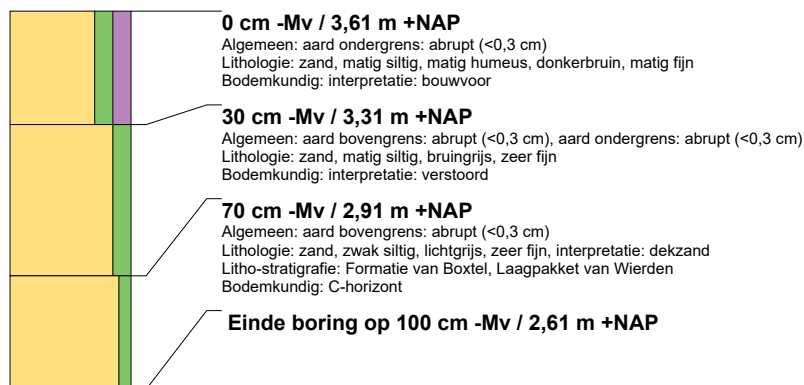 0 cm -Mv / 3,61 m +NAP
Algemeen: aard ondergrens: abrupt (<0,3 cm)
Lithologie: zand, matig siltig, matig humeus, donkerbruin, matig fijn
Bodemkundig: interpretatie: bouwvoor
30 cm -Mv / 3,31 m +NAP
Algemeen: aard bovengrens: abrupt (<0,3 cm), aard ondergrens: abrupt (<0,3 cm)
Lithologie: zand, matig siltig, bruingrijs, zeer fijn
Bodemkundig: interpretatie: verstoord
70 cm -Mv / 2,91 m +NAP
Algemeen: aard bovengrens: abrupt (<0,3 cm)
Lithologie: zand, zwak siltig, lichtgrijs, zeer fijn, interpretatie: dekzand
Litho-stratigrafie: Formatie van Boxtel, Laagpakket van Wierden
Bodemkundig: C-horizont
Einde boring op 100 cm -Mv / 2,61 m +NAP